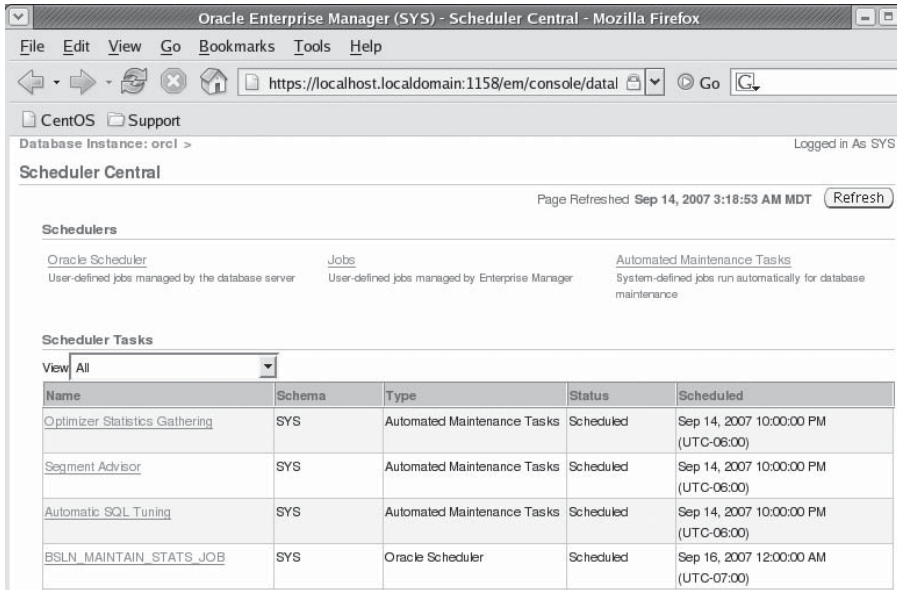 Oracle Enterprise Manager (SYS) - Scheduler Central - Mozilla Firefox
File Edit View Go Bookmarks Tools Help
https://localhost.localdomain:1158/em/console/datal Go G
CentOS Support
Database Instance: orcl > Logged in As SYS
Scheduler Central
Page Refreshed Sep 14, 2007 3:18:53 AM MDT Refresh
Schedulers
Oracle Scheduler Jobs Automated Maintenance Tasks
User-defined jobs managed by the database server User-defined jobs managed by Enterprise Manager System-defined jobs run automatically for database
maintenance
Scheduler Tasks
View All
Name Schema Type Status Scheduled
Optimizer Statistics Gathering SYS Automated Maintenance Tasks Scheduled Sep 14, 2007 10:00:00 PM
(UTC-06:00)
Segment Advisor SYS Automated Maintenance Tasks Scheduled Sep 14, 2007 10:00:00 PM
(UTC-06:00)
Automatic SQL Tuning SYS Automated Maintenance Tasks Scheduled Sep 14, 2007 10:00:00 PM
(UTC-06:00)
BSLN_MAINTAIN_STATS_JOB SYS Oracle Scheduler Scheduled Sep 16, 2007 12:00:00 AM
(UTC-07:00)